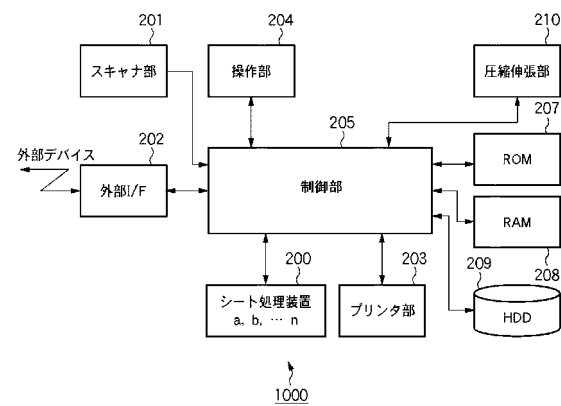 201
スキャナ部
204
操作部
210
圧縮伸張部
205
制御部
207
ROM
外部デバイス
202
外部I/F
RAM
208
200
シート処理装置
a, b, … n
203
プリンタ部
209
HDD
1000